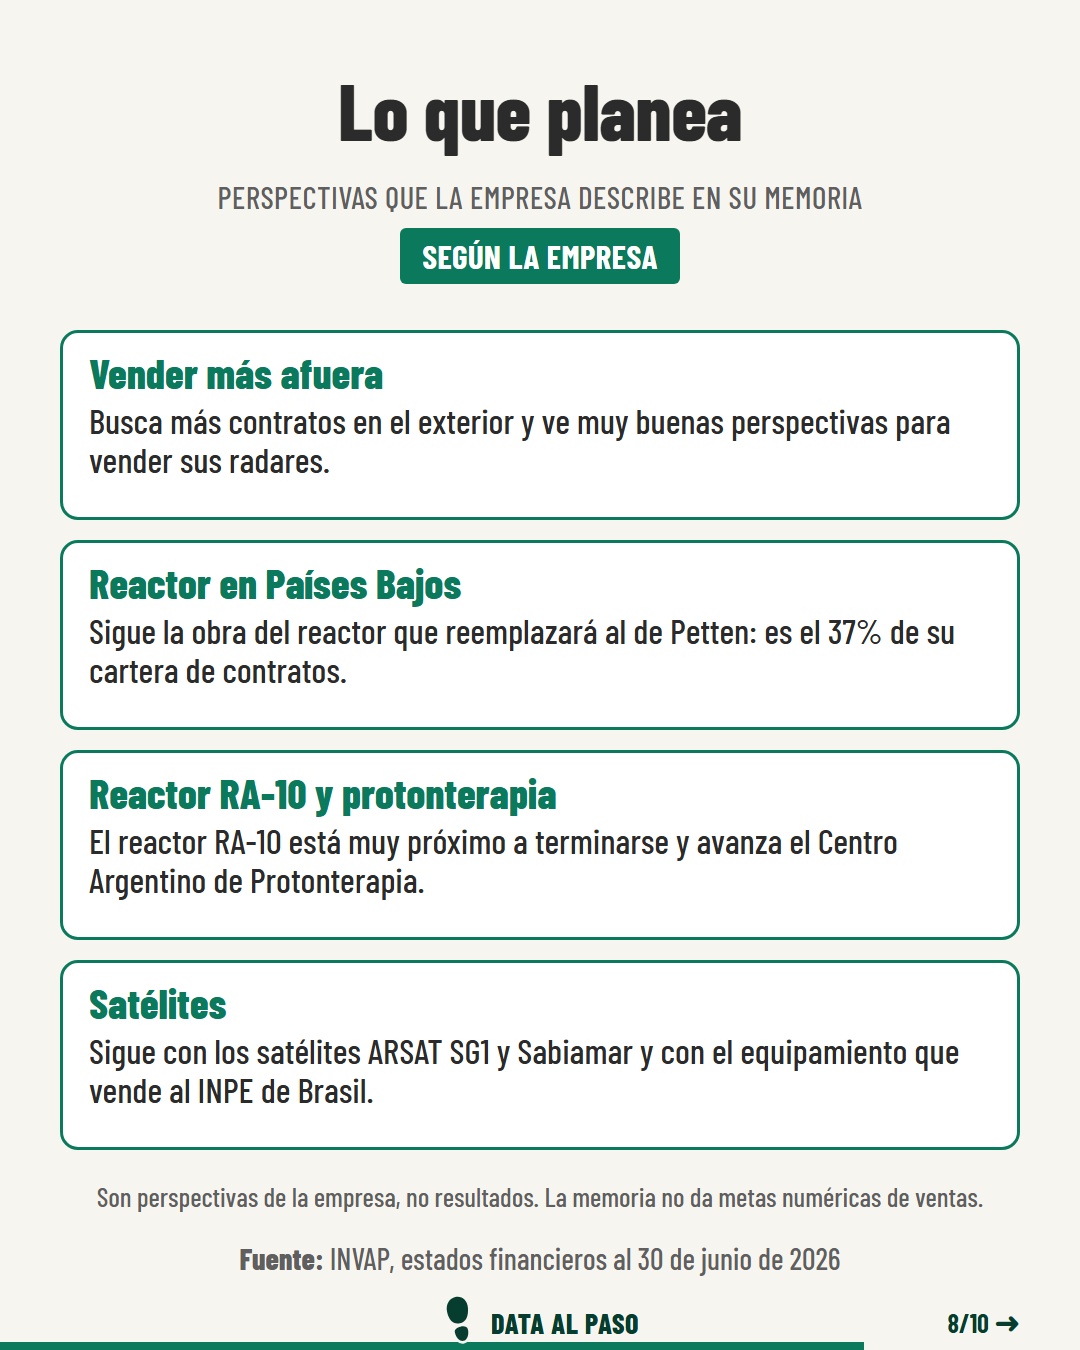 Lo que planea
PERSPECTIVAS QUE LA EMPRESA DESCRIBE EN SU MEMORIA
SEGÚN LA EMPRESA
Vender más afuera
Busca más contratos en el exterior y ve muy buenas perspectivas para
vender sus radares.
Reactor en Países Bajos
Sigue la obra del reactor que reemplazará al de Petten: es el 37% de su
cartera de contratos.
Reactor RA-10 y protonterapia
El reactor RA-10 está muy próximo a terminarse y avanza el Centro
Argentino de Protonterapia.
Satélites
Sigue con los satélites ARSAT SG1 y Sabiamar y con el equipamiento que
vende al INPE de Brasil.
Son perspectivas de la empresa, no resultados. La memoria no da metas numéricas de ventas.
Fuente: INVAP, estados financieros al 30 de junio de 2026
DATA AL PASO
8/10 →